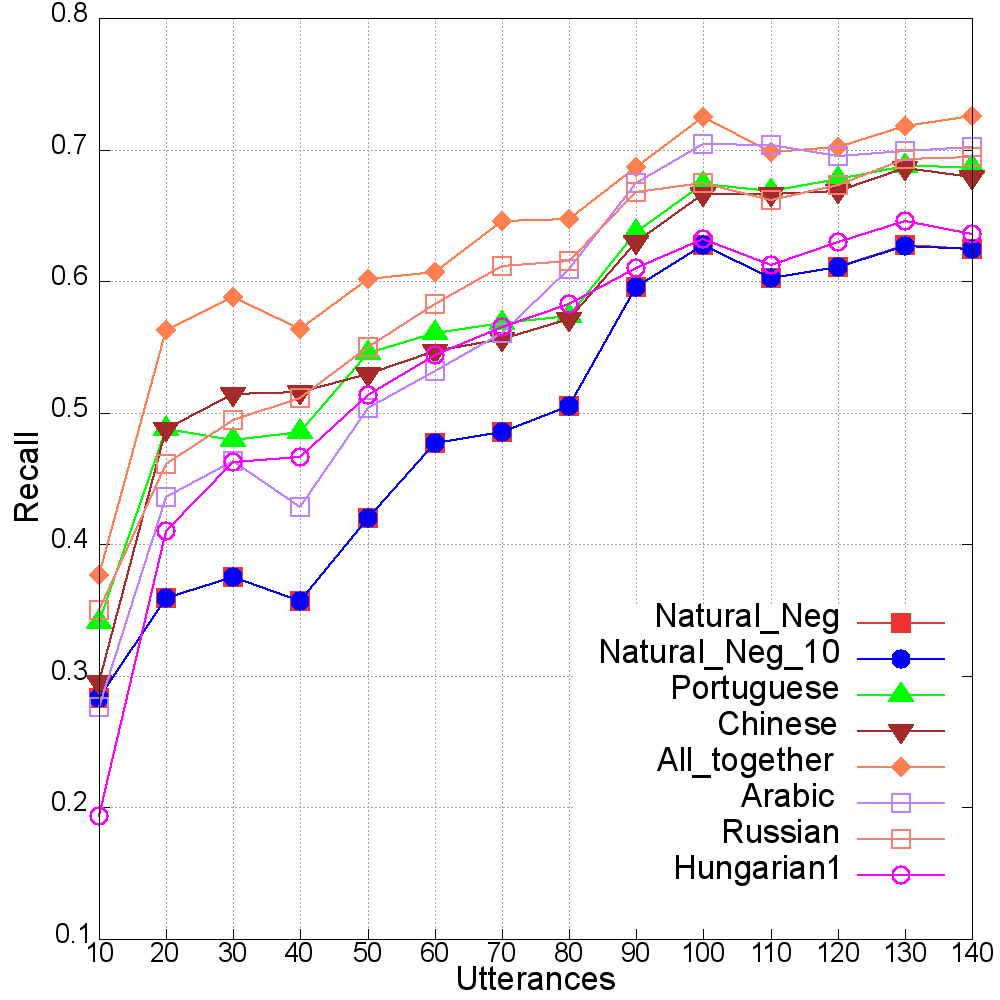 0.8
0.7
0.6
0.5
0.4
0.3
0.2
0.1
Recall
Natural_Neg
Natural_Neg_10
Portuguese
Chinese
All_together
Arabic
Russian
Hungarian1
10 20 30 40 50 60 70 80 90 100 110 120 130 140
Utterances